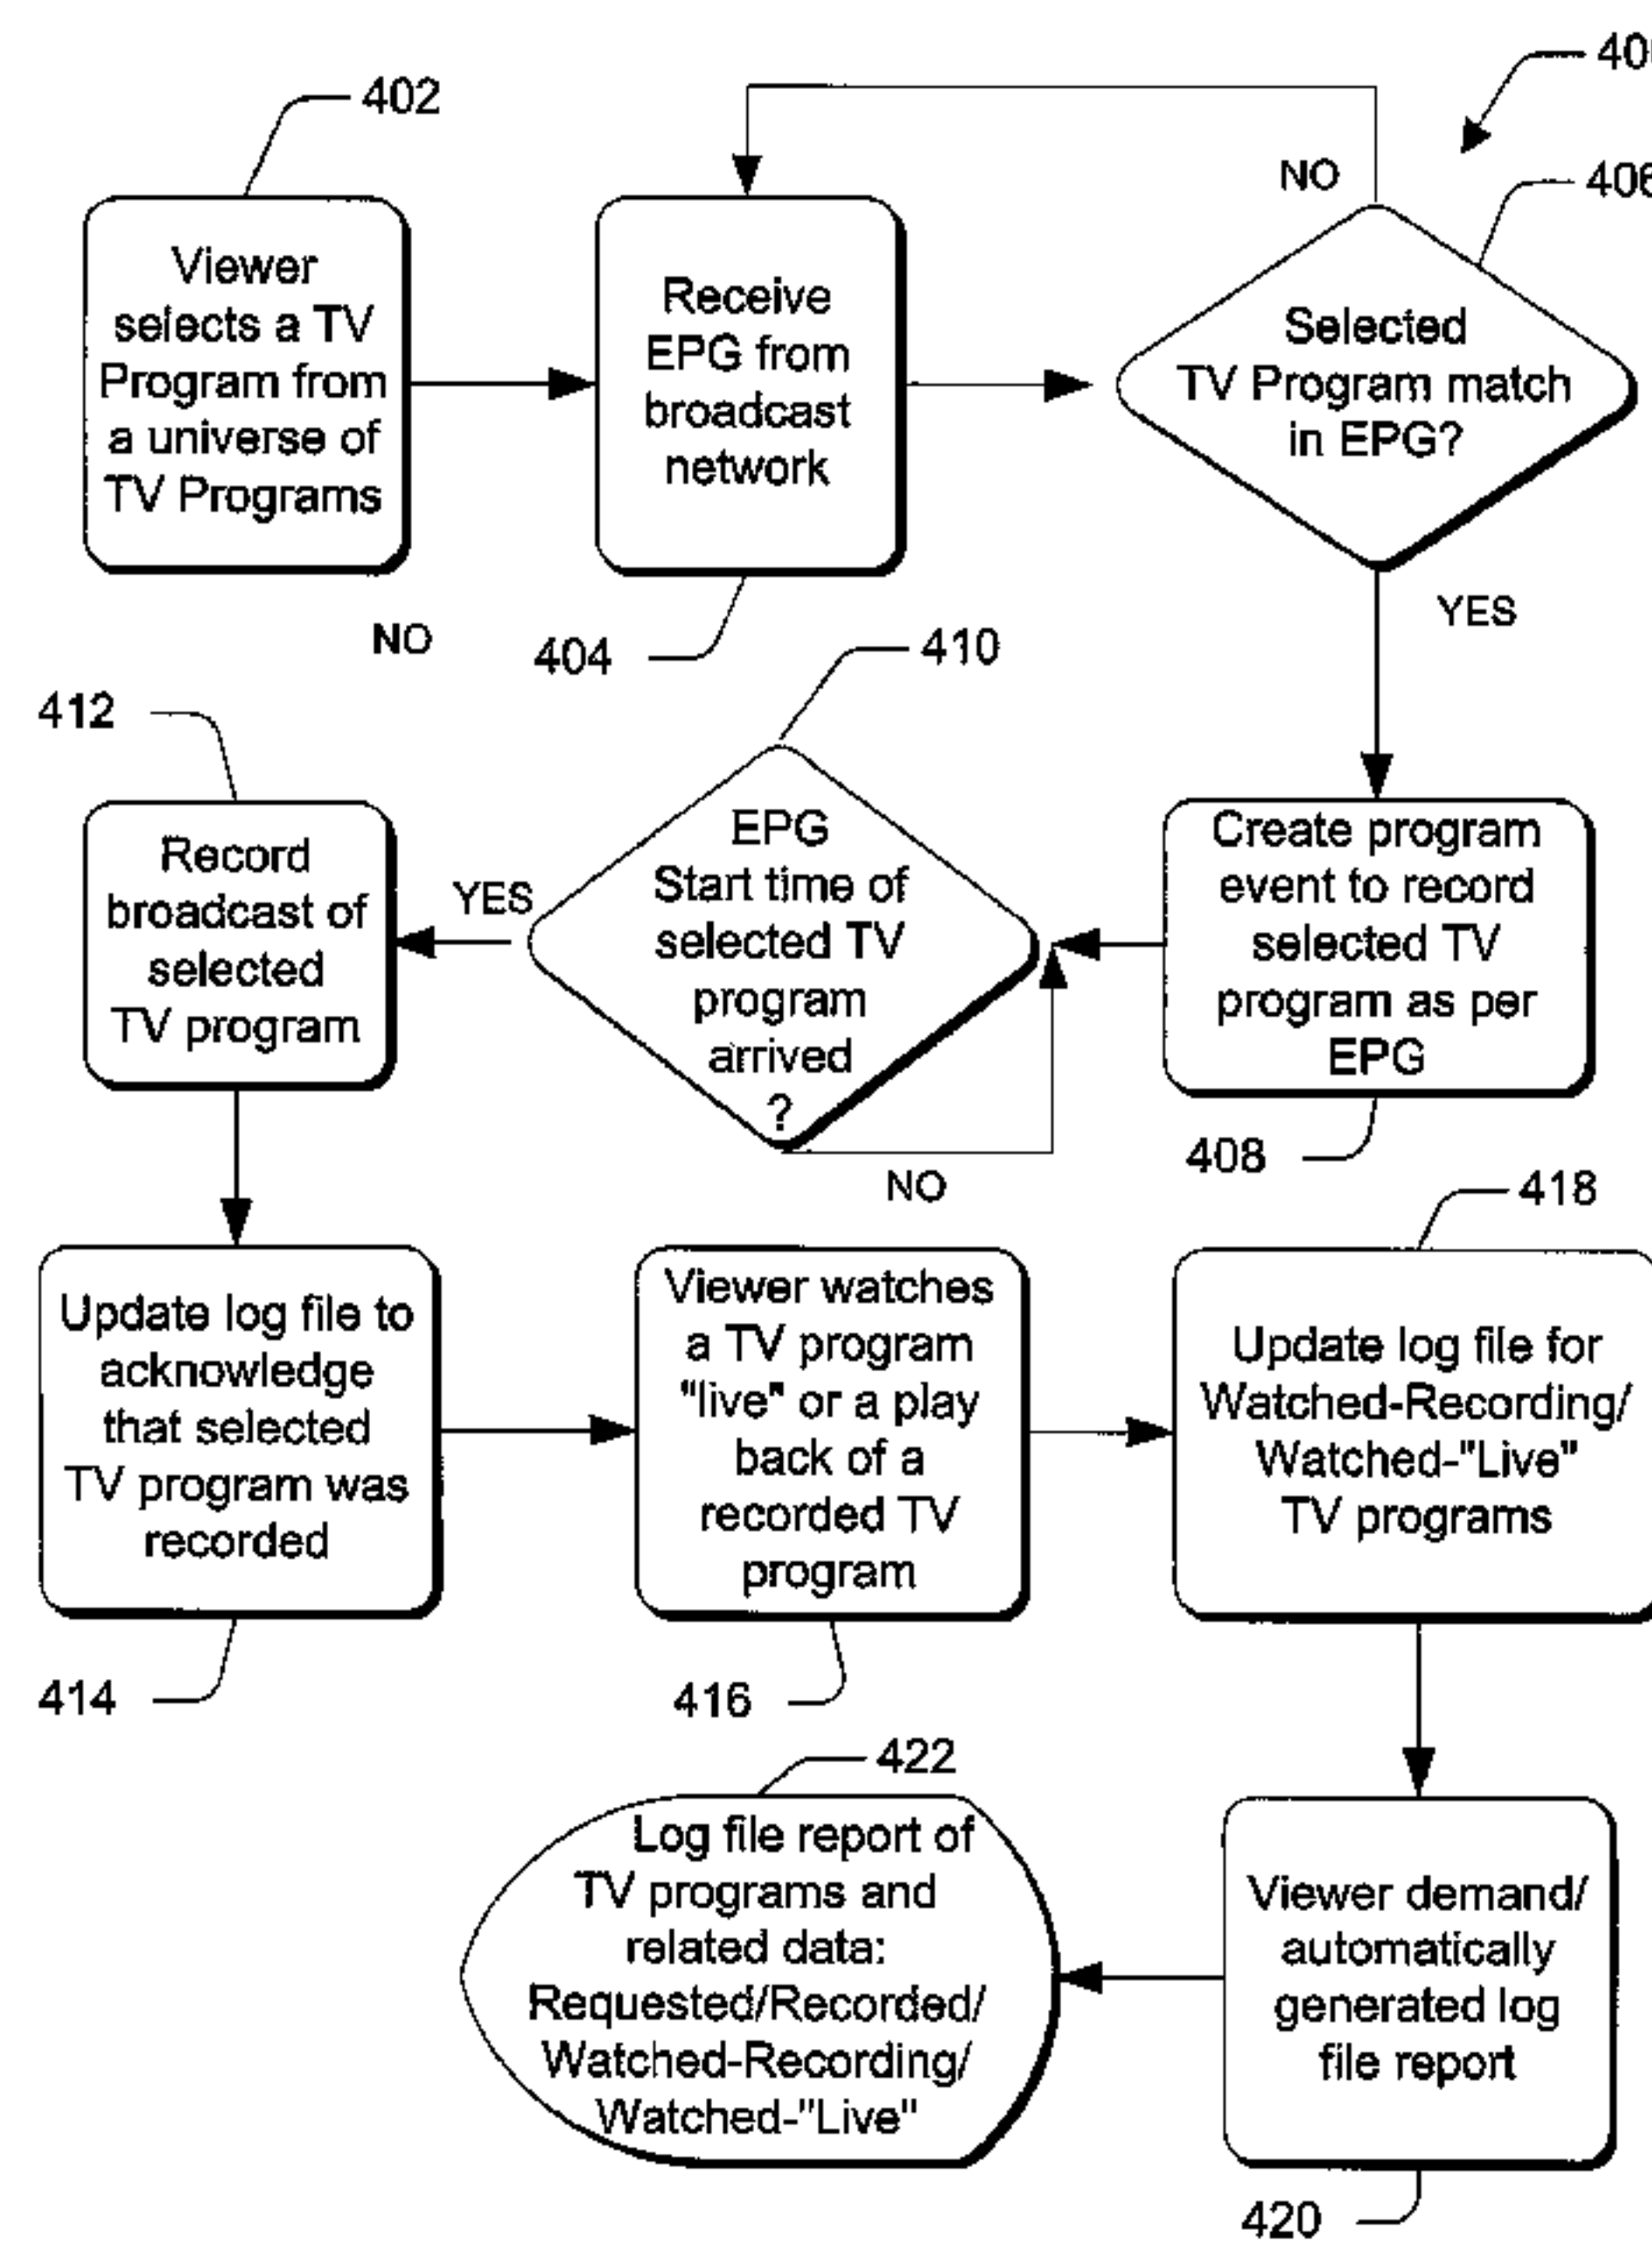 402
40
NO
406
Viewer
selects a TV
Program from
a universe of
TV Programs
Receive
EPG from
broadcast
network
Selected
TV Program match
in EPG?
NO
404
410
YES
412
Record
broadcast of
selected
TV program
YES
EPG
Start time of
selected TV
program
arrived
?
Create program
event to record
selected TV
program as per
EPG
NO
408
418
Update log file to
acknowledge
that selected
TV program was
recorded
Viewer watches
a TV program
"live" or a play
back of a
recorded TV
program
Update log file for
Watched-Recording/
Watched-"Live"
TV programs
414
416
422
Log file report of
TV programs and
related data:
Requested/Recorded/
Watched-Recording/
Watched-"Live"
Viewer demand/
automatically
generated log
file report
420